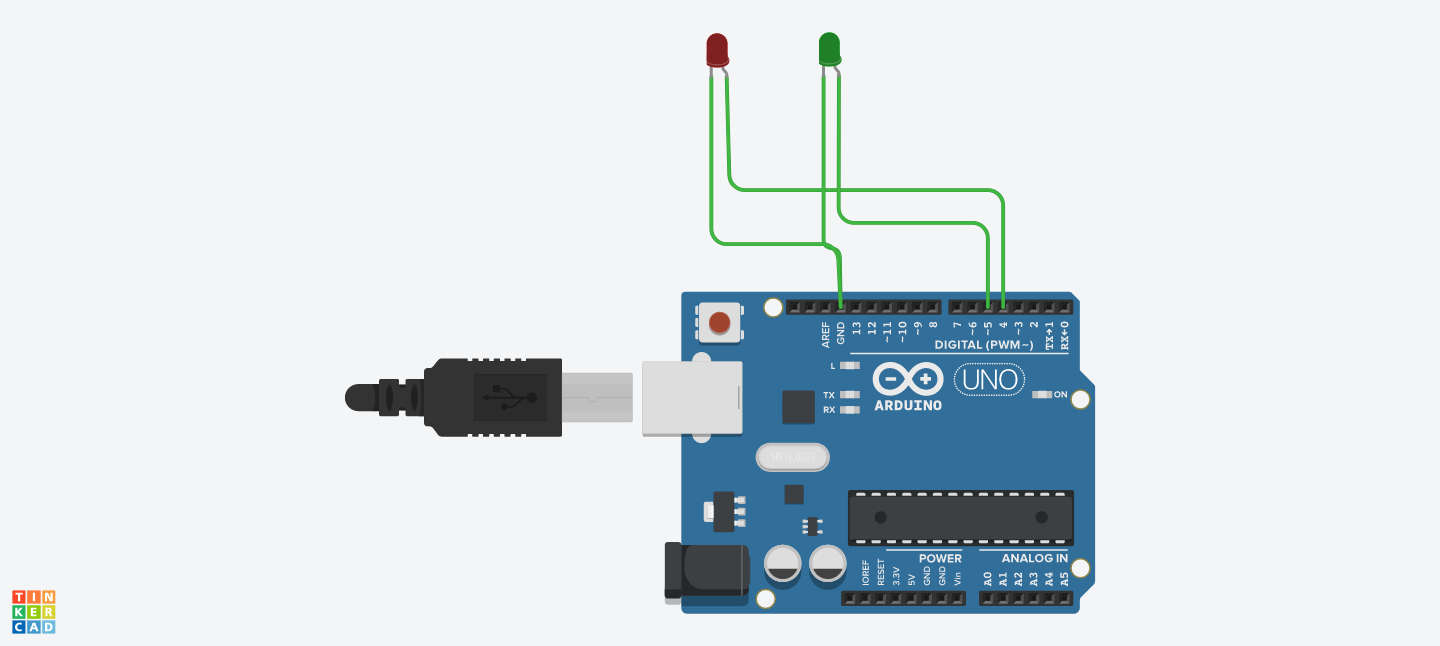 AREF
GND
13
12
~11
~10
~9
8
7
~6
~5
4
~3
2
TX→1
RX←0
DIGITAL (PWM~)
L
TX
RX
ARDUINO
UNO
ON
POWER
ANALOG IN
IOREF
RESET
3.3V
5V
GND
GND
Vin
A0
A1
A2
A3
A4
A5
TIN
KER
CAD